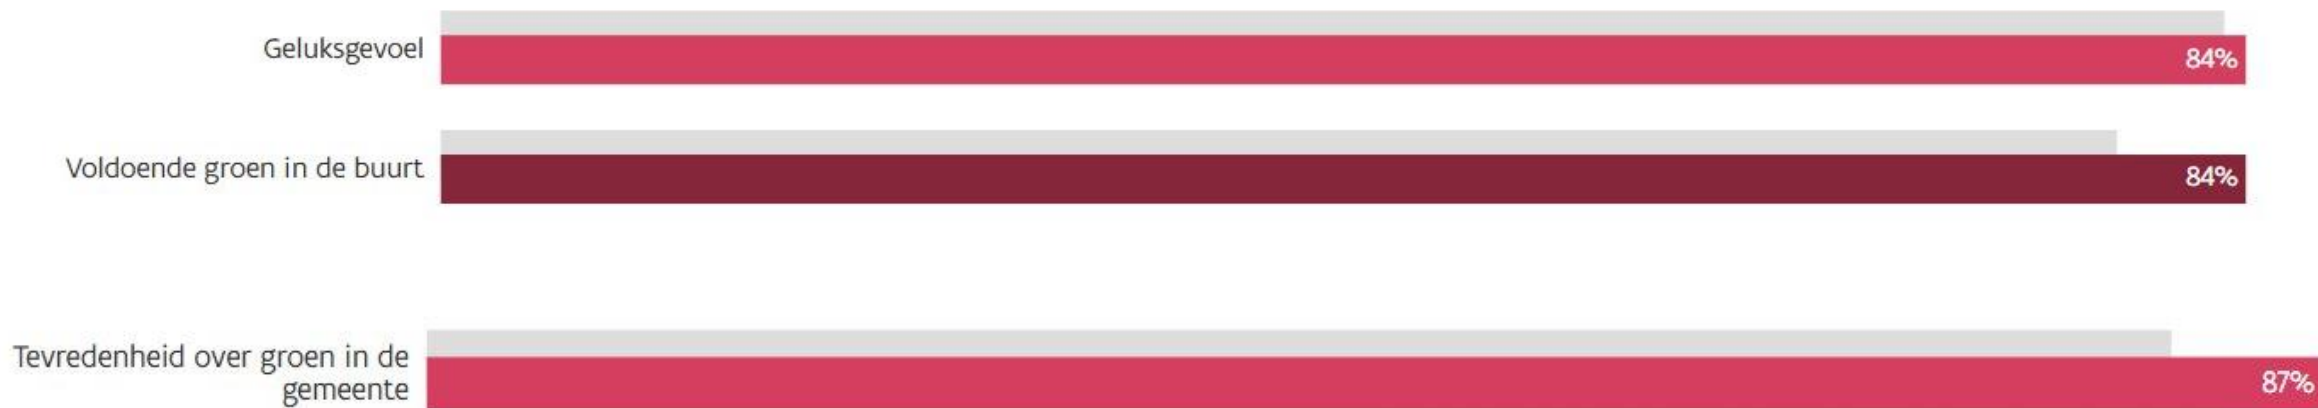 Geluksgevoel
84%
Voldoende groen in de buurt
84%
Tevredenheid over groen in de
gemeente
87%